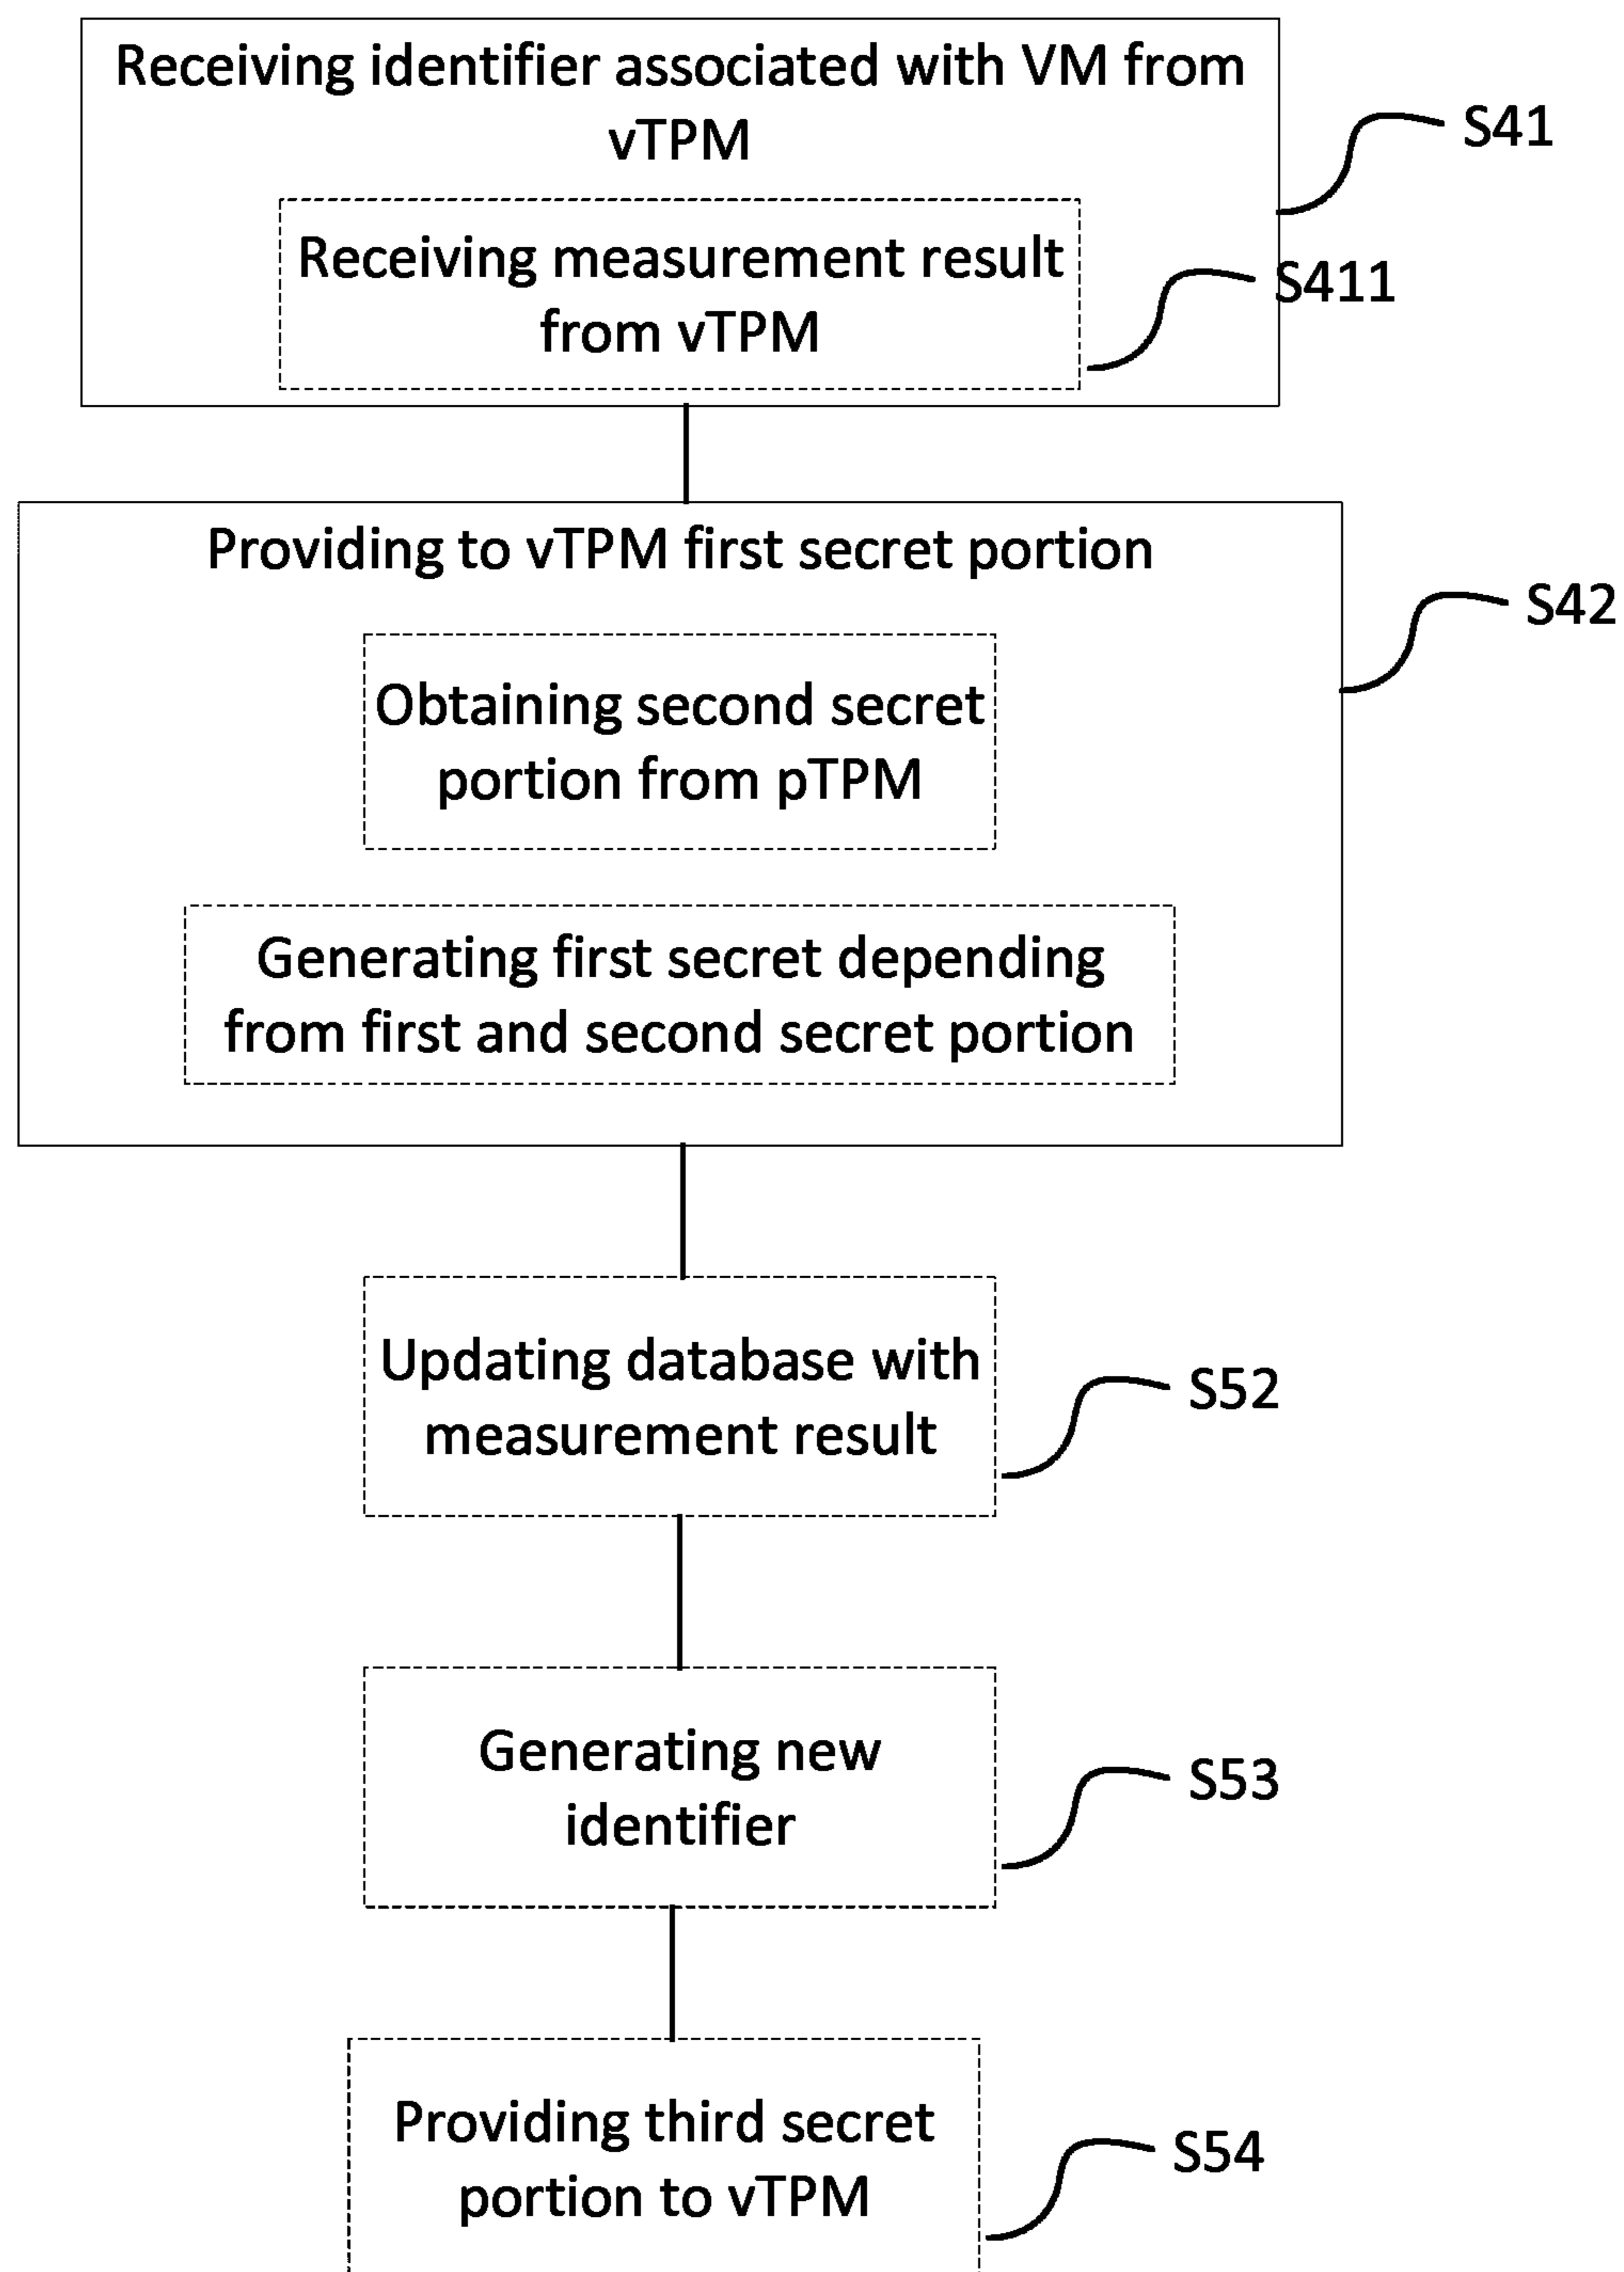 Receiving identifier associated with VM from
vTPM
S41
Receiving measurement result
from vTPM
S411
Providing to vTPM first secret portion
S42
Obtaining second secret
portion from pTPM
Generating first secret depending
from first and second secret portion
Updating database with
measurement result
S52
Generating new
identifier
S53
Providing third secret
portion to vTPM
S54